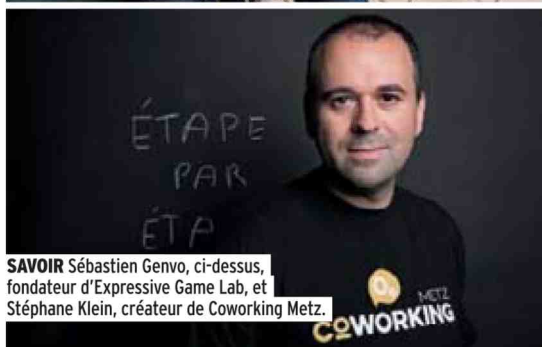 ÉTAPE
PAR
ÉTAP
SAVOIR Sébastien Genvo, ci-dessus,
fondateur d'Expressive Game Lab, et
Stéphane Klein, créateur de Coworking Metz.
METZ
COWORKING